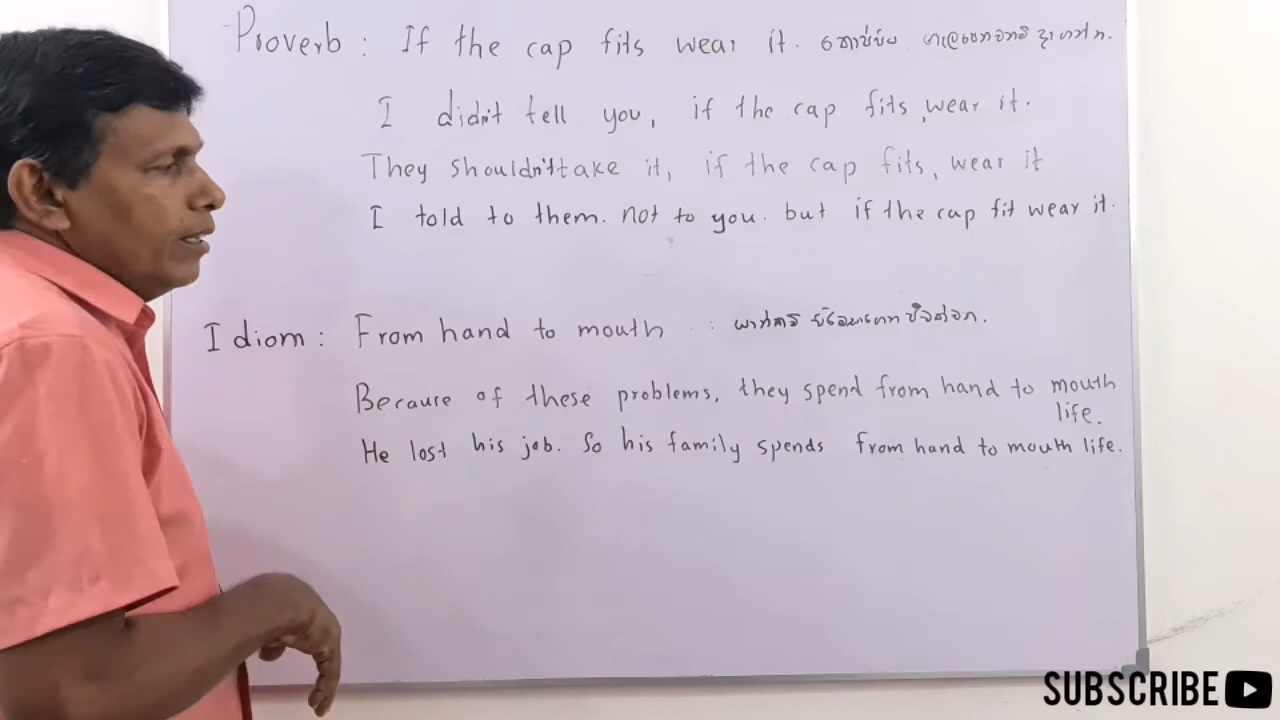 Proverb : If the cap fits wear it. තොප්පිය
I didn't tell you, if the cap fits, wear it.
They shouldn't take it, if the cap fits, wear it
I told to them. not to you. but if the cap fit wear it.
Idiom : From hand to mouth :
Because of these problems, they spend from hand to mouth
life.
He lost his job. So his family spends from hand to mouth life.
SUBSCRIBE